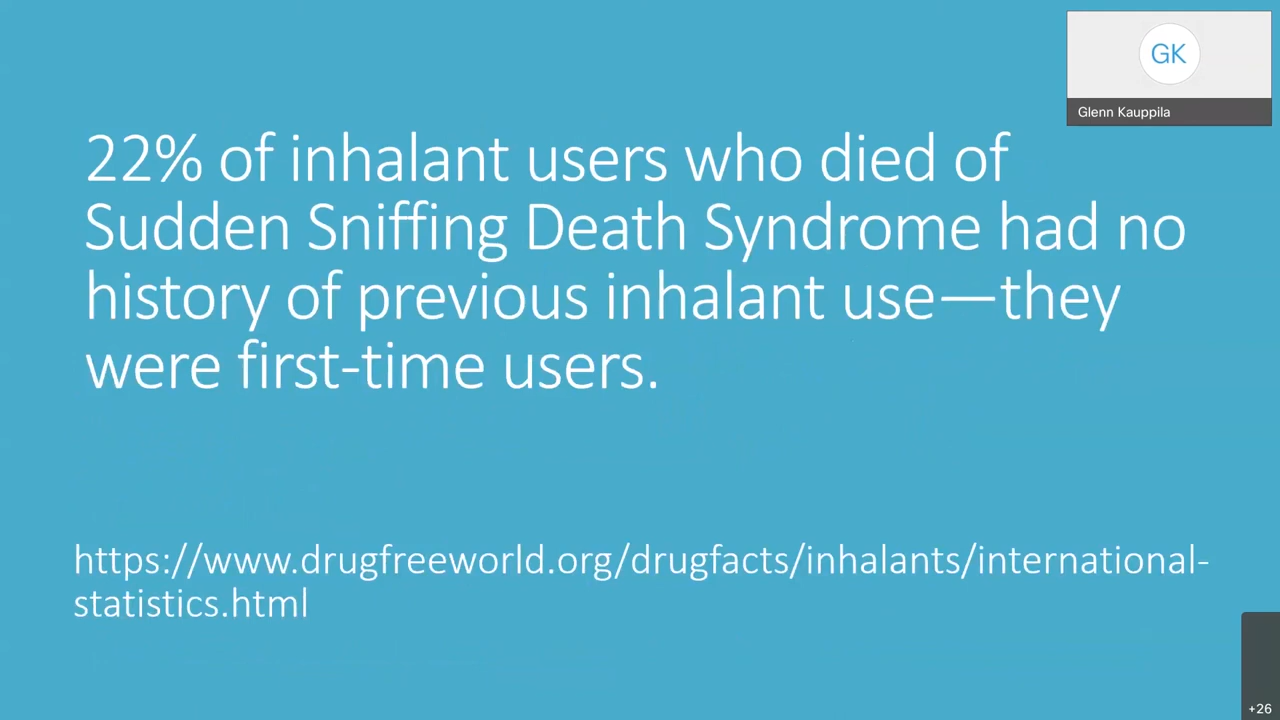 GK
Glenn Kauppila
22% of inhalant users who died of
Sudden Sniffing Death Syndrome had no
history of previous inhalant use—they
were first-time users.
https://www.drugfreeworld.org/drugfacts/inhalants/international-
statistics.html
+26